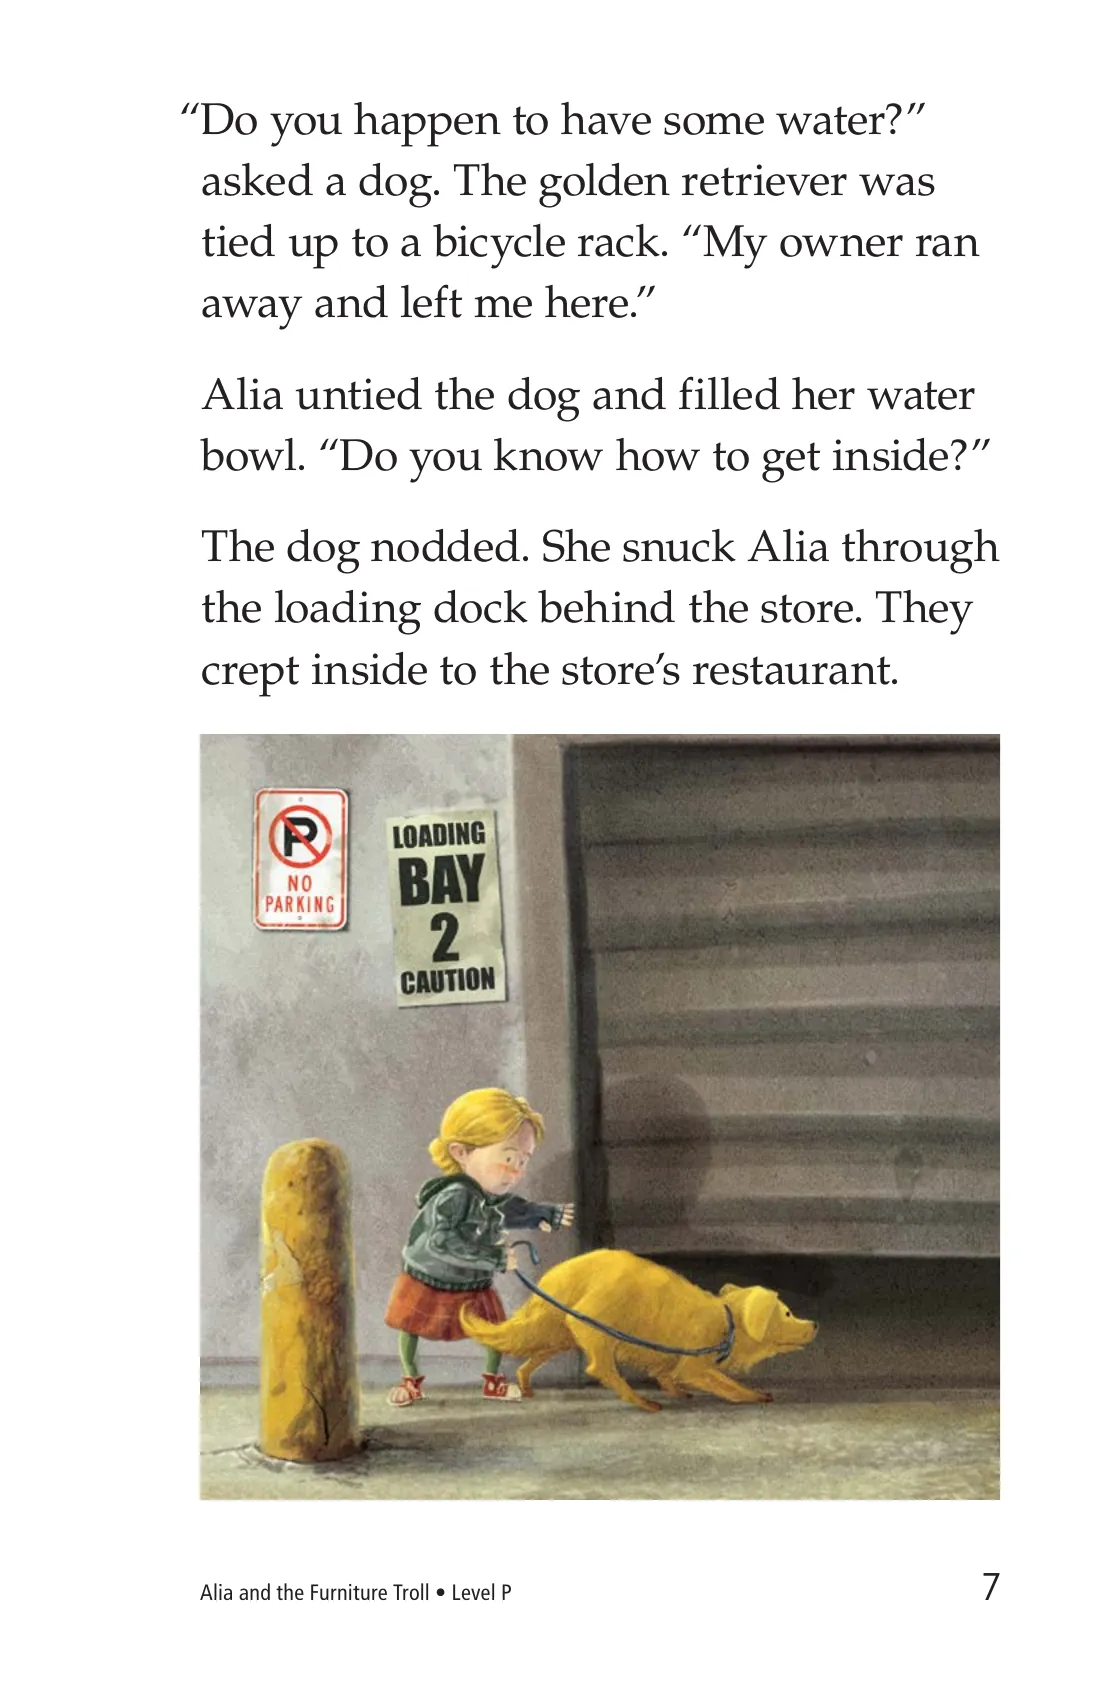 “Do you happen to have some water?”
asked a dog. The golden retriever was
tied up to a bicycle rack. “My owner ran
away and left me here.”
Alia untied the dog and filled her water
bowl. “Do you know how to get inside?”
The dog nodded. She snuck Alia through
the loading dock behind the store. They
crept inside to the store’s restaurant.
P
NO
PARKING
LOADING
BAY
2
CAUTION
Alia and the Furniture Troll • Level P
7